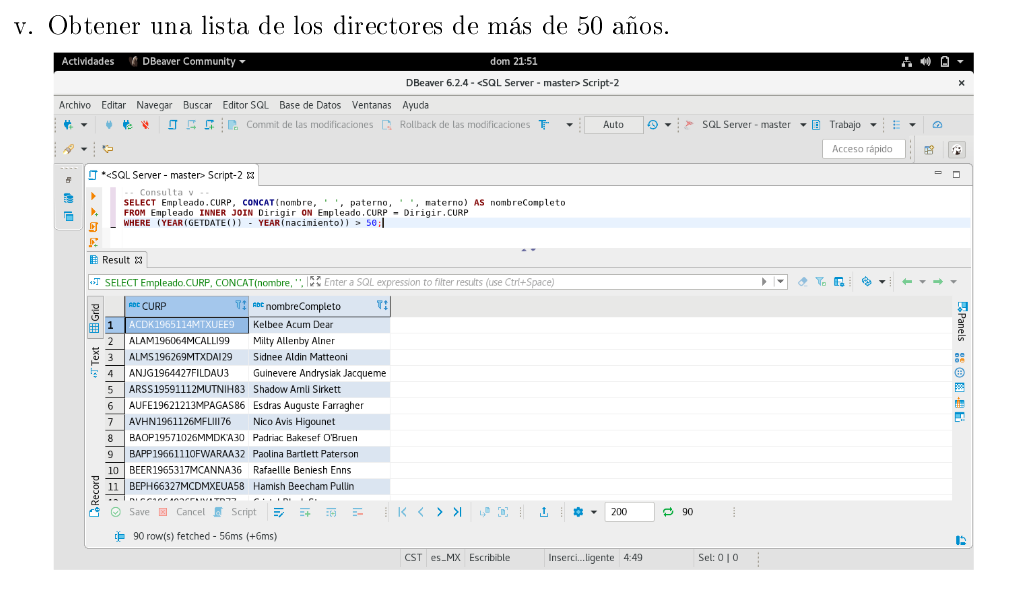 v. Obtener una lista de los directores de más de 50 años.
Actividades DBeaver Community dom 21:51
DBeaver 6.2.4 - <SQL Server - master> Script-2
Archivo Editar Navegar Buscar Editor SQL Base de Datos Ventanas Ayuda
Commit de las modificaciones Rollback de las modificaciones Auto SQL Server - master Trabajo
Acceso rápido
*<SQL Server - master> Script-2
-- Consulta v --
SELECT Empleado.CURP, CONCAT(nombre, ' ', paterno, ' ', materno) AS nombreCompleto
FROM Empleado INNER JOIN Dirigir ON Empleado.CURP = Dirigir.CURP
WHERE (YEAR(GETDATE()) - YEAR(nacimiento)) > 50;
Result
SELECT Empleado.CURP, CONCAT(nombre, ' ', Enter a SQL expression to filter results (use Ctrl+Space)
Grid
Text
Record
Panels
ABC CURP ABC nombreCompleto
1 ACDK1965114MTXUEE9 Kelbee Acum Dear
2 ALAM196064MCALLI99 Milty Allenby Alner
3 ALMS196269MTXDAI29 Sidnee Aldin Matteoni
4 ANJG1964427FILDAU3 Guinevere Andrysiak Jacqueme
5 ARSS19591112MUTNIH83 Shadow Arnli Sirkett
6 AUFE19621213MPAGAS86 Esdras Auguste Farragher
7 AVHN1961126MFLIII76 Nico Avis Higounet
8 BAOP19571026MMDK'A30 Padriac Bakesef O'Bruen
9 BAPP19661110FWARAA32 Paolina Bartlett Paterson
10 BEER1965317MCANNA36 Rafaellle Beniesh Enns
11 BEPH66327MCDMXEUA58 Hamish Beecham Pullin
Save Cancel Script 200 90
90 row(s) fetched - 56ms (+6ms)
CST es_MX Escribible Inserci...ligente 4:49 Sel: 0 | 0